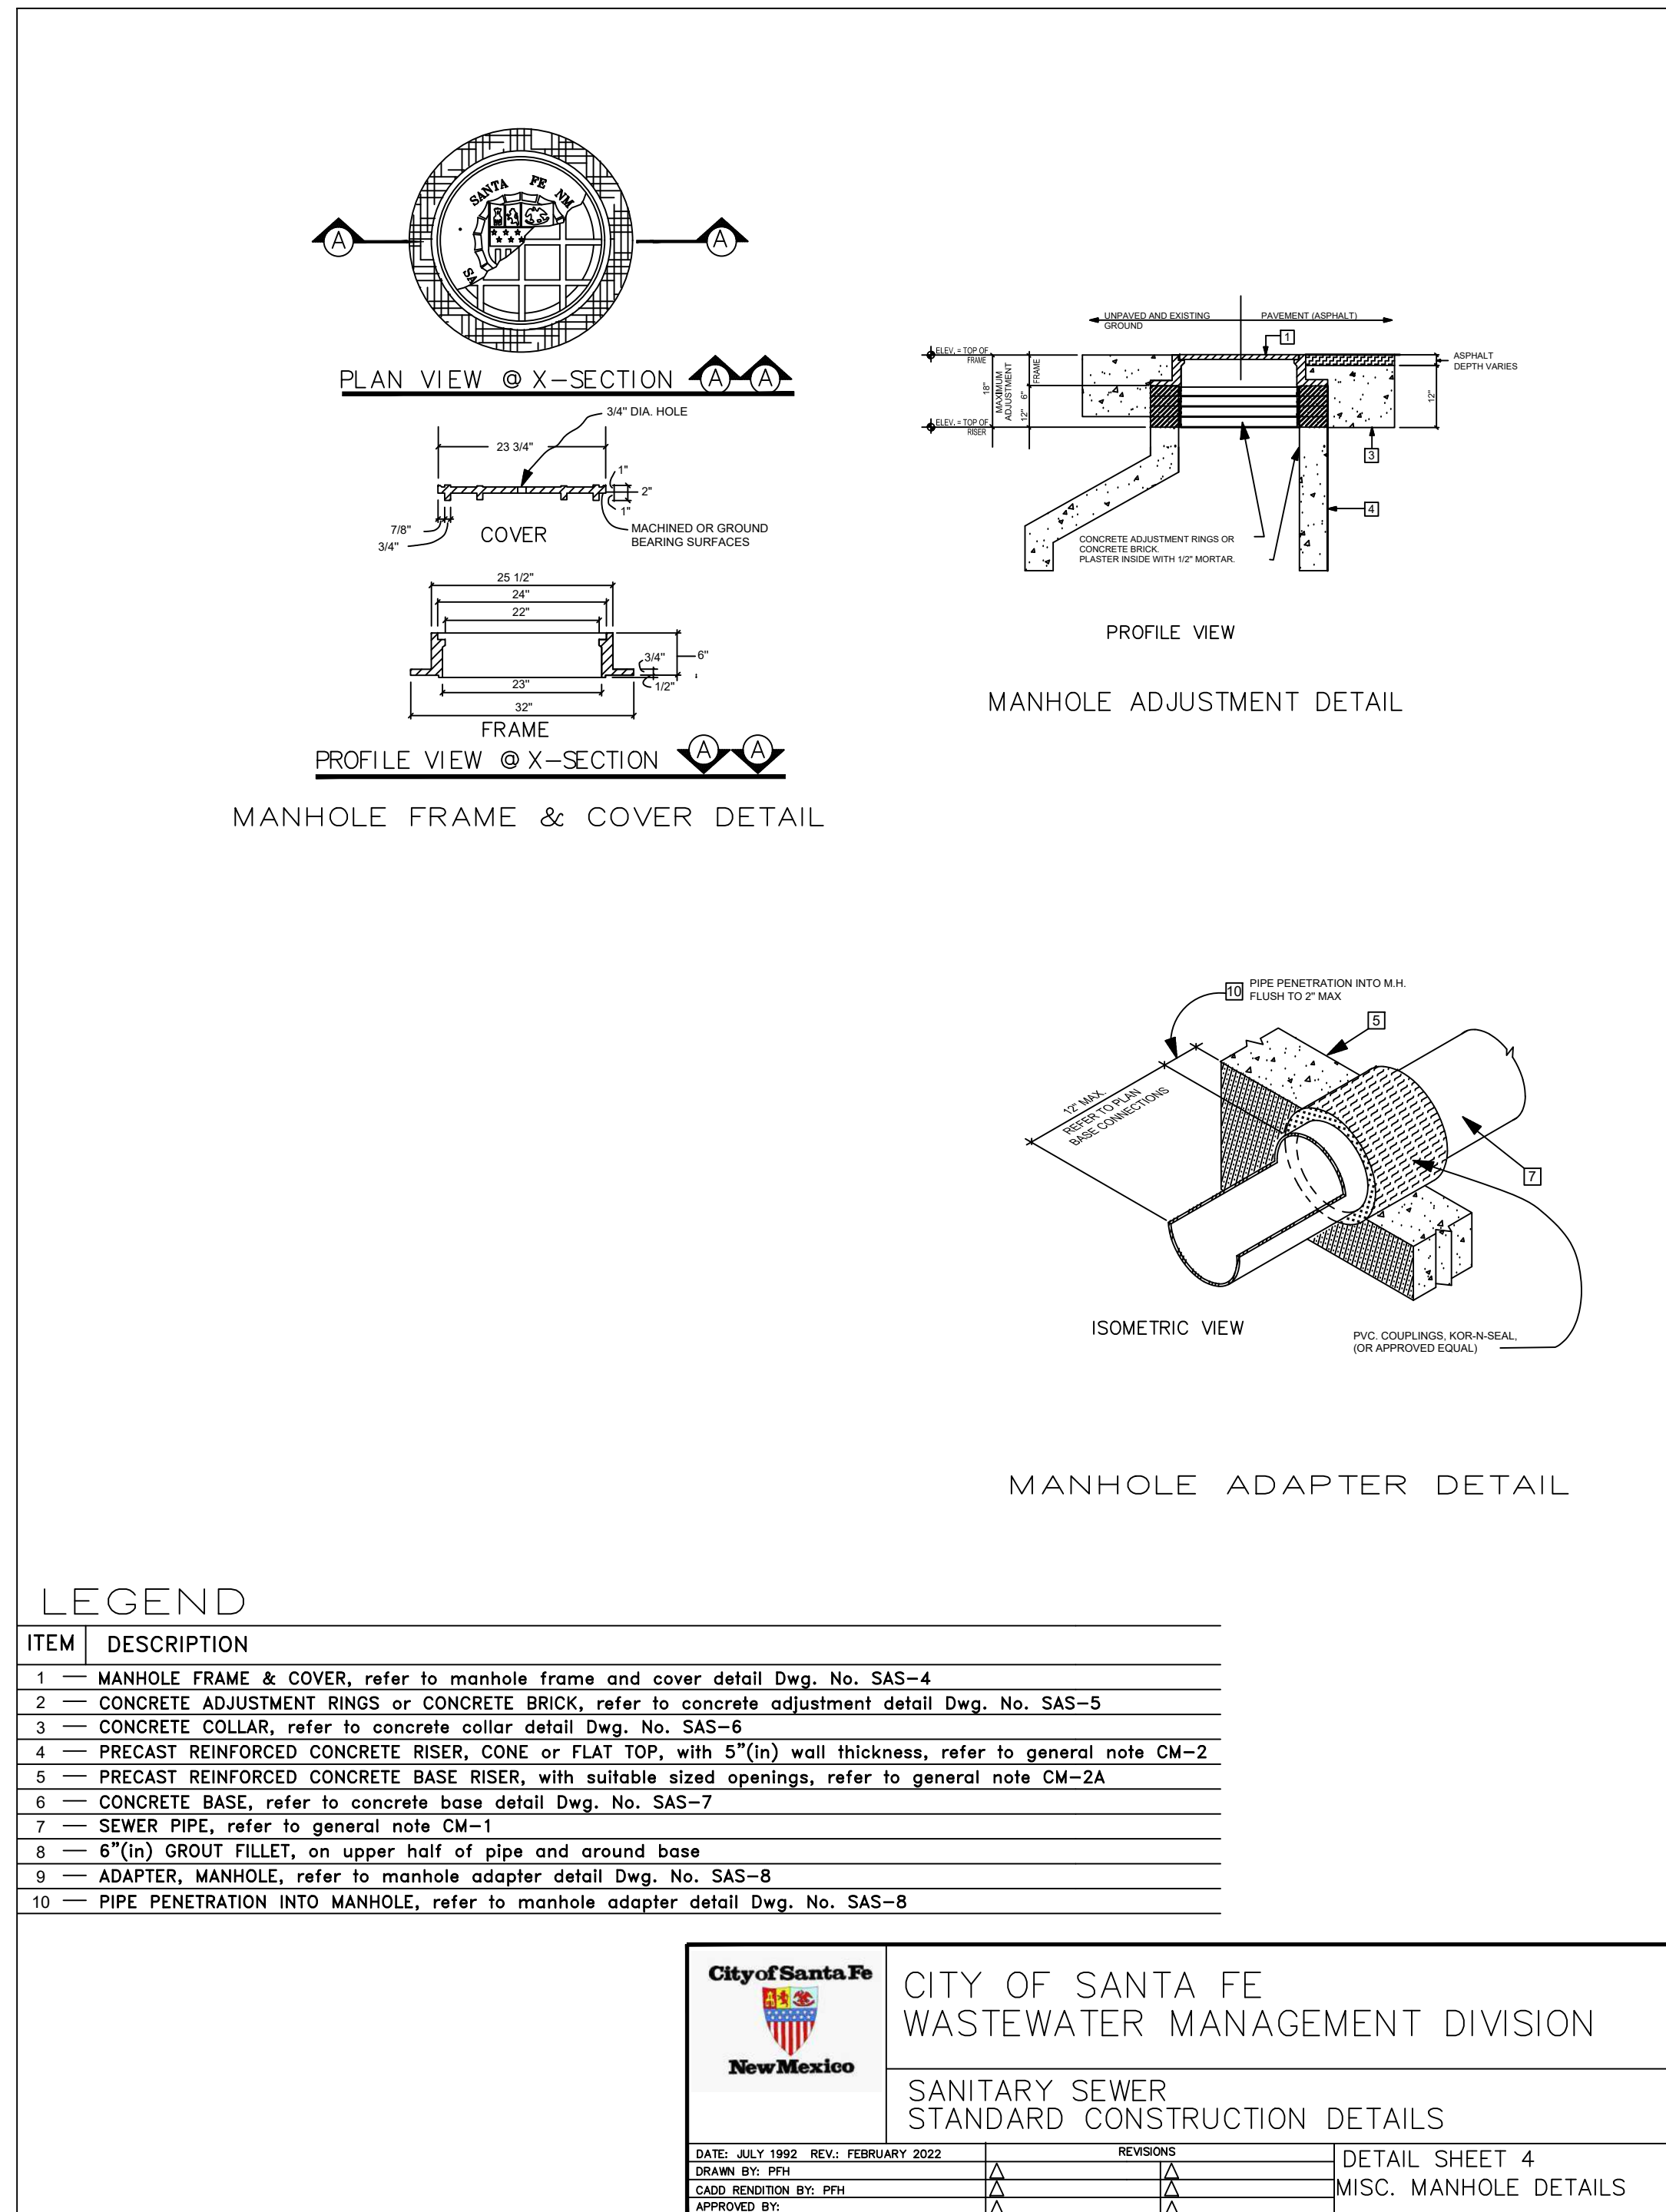 SANTA FE NM
SA
A
A
PLAN VIEW @ X-SECTION A A
3/4" DIA. HOLE
23 3/4"
1"
2"
1"
7/8"
3/4"
COVER
MACHINED OR GROUND
BEARING SURFACES
25 1/2"
24"
22"
3/4"
6"
1/2"
23"
32"
FRAME
PROFILE VIEW @ X-SECTION A A
MANHOLE FRAME & COVER DETAIL
UNPAVED AND EXISTING
GROUND
PAVEMENT (ASPHALT)
1
ELEV. = TOP OF
FRAME
18"
MAXIMUM
ADJUSTMENT
FRAME
6"
12"
ELEV. = TOP OF
RISER
ASPHALT
DEPTH VARIES
12"
3
4
CONCRETE ADJUSTMENT RINGS OR
CONCRETE BRICK.
PLASTER INSIDE WITH 1/2" MORTAR.
PROFILE VIEW
MANHOLE ADJUSTMENT DETAIL
10
PIPE PENETRATION INTO M.H.
FLUSH TO 2" MAX
5
12" MAX.
REFER TO PLAN
BASE CONNECTIONS
7
ISOMETRIC VIEW
PVC. COUPLINGS, KOR-N-SEAL,
(OR APPROVED EQUAL)
MANHOLE ADAPTER DETAIL
LEGEND
ITEM DESCRIPTION
1 — MANHOLE FRAME & COVER, refer to manhole frame and cover detail Dwg. No. SAS-4
2 — CONCRETE ADJUSTMENT RINGS or CONCRETE BRICK, refer to concrete adjustment detail Dwg. No. SAS-5
3 — CONCRETE COLLAR, refer to concrete collar detail Dwg. No. SAS-6
4 — PRECAST REINFORCED CONCRETE RISER, CONE or FLAT TOP, with 5"(in) wall thickness, refer to general note CM-2
5 — PRECAST REINFORCED CONCRETE BASE RISER, with suitable sized openings, refer to general note CM-2A
6 — CONCRETE BASE, refer to concrete base detail Dwg. No. SAS-7
7 — SEWER PIPE, refer to general note CM-1
8 — 6"(in) GROUT FILLET, on upper half of pipe and around base
9 — ADAPTER, MANHOLE, refer to manhole adapter detail Dwg. No. SAS-8
10 — PIPE PENETRATION INTO MANHOLE, refer to manhole adapter detail Dwg. No. SAS-8
City of Santa Fe
New Mexico
CITY OF SANTA FE
WASTEWATER MANAGEMENT DIVISION
SANITARY SEWER
STANDARD CONSTRUCTION DETAILS
DATE: JULY 1992 REV.: FEBRUARY 2022
DRAWN BY: PFH
CADD RENDITION BY: PFH
APPROVED BY:
REVISIONS
DETAIL SHEET 4
MISC. MANHOLE DETAILS